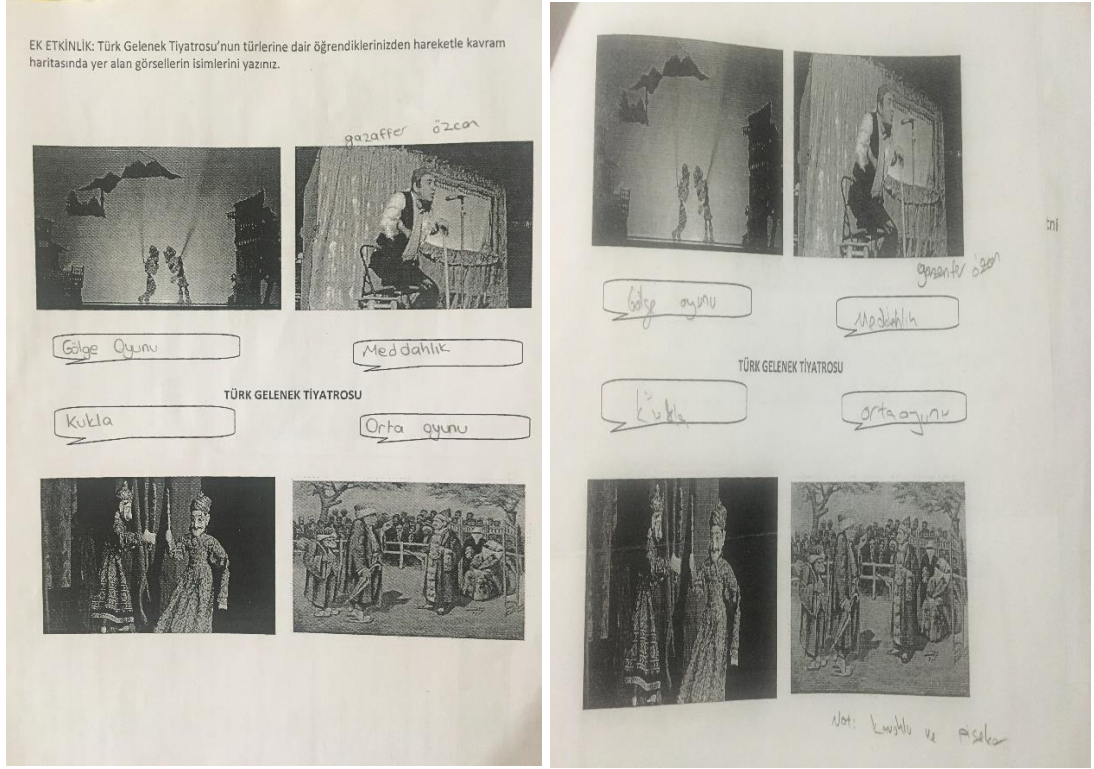 EK ETKİNLİK: Türk Gelenek Tiyatrosu'nun türlerine dair öğrendiklerinizden hareketle kavram
haritasında yer alan görsellerin isimlerini yazınız.
gazaffer özcan
Gölge Oyunu
Meddahlık
TÜRK GELENEK TİYATROSU
Kukla
Orta oyunu
tni
gazanfer özcan
Gölge oyunu
Meddahlık
TÜRK GELENEK TİYATROSU
Kukla
orta oyunu
Not: kavuklu ve pişekar